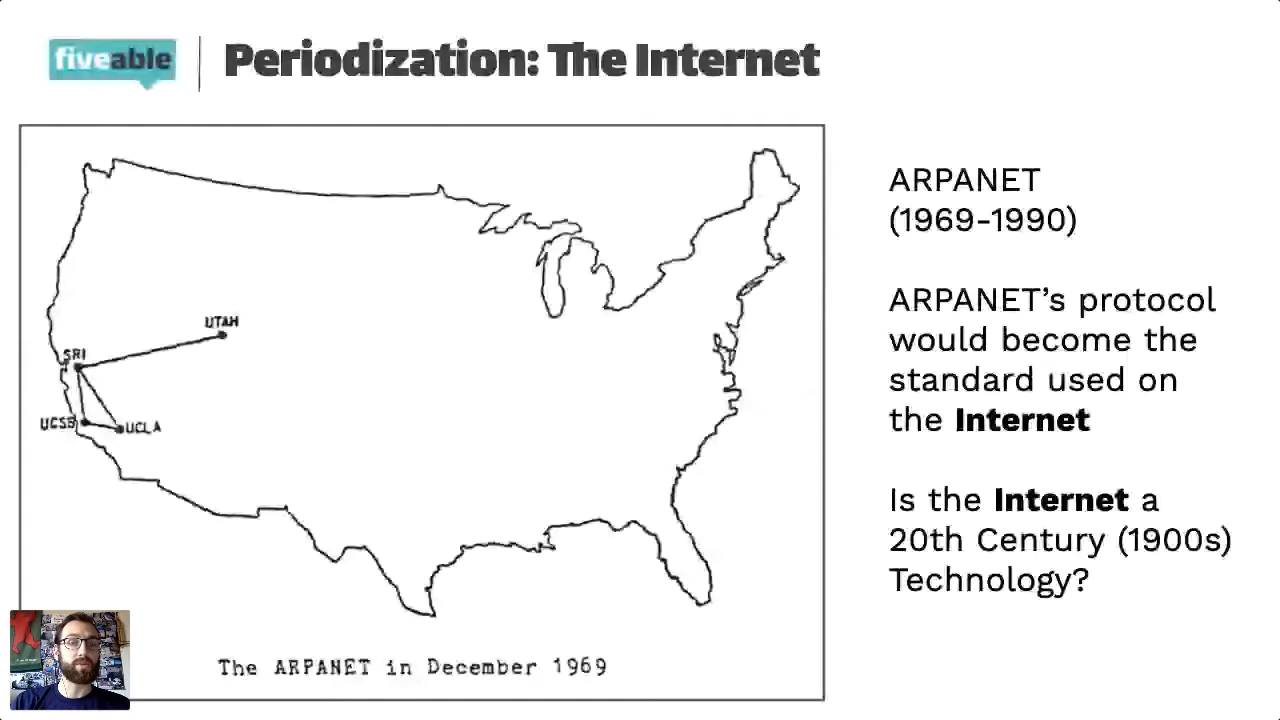 fiveable
Periodization: The Internet
UTAH
SRI
UCSB
UCLA
The ARPANET in December 1969
ARPANET
(1969-1990)
ARPANET's protocol
would become the
standard used on
the Internet
Is the Internet a
20th Century (1900s)
Technology?